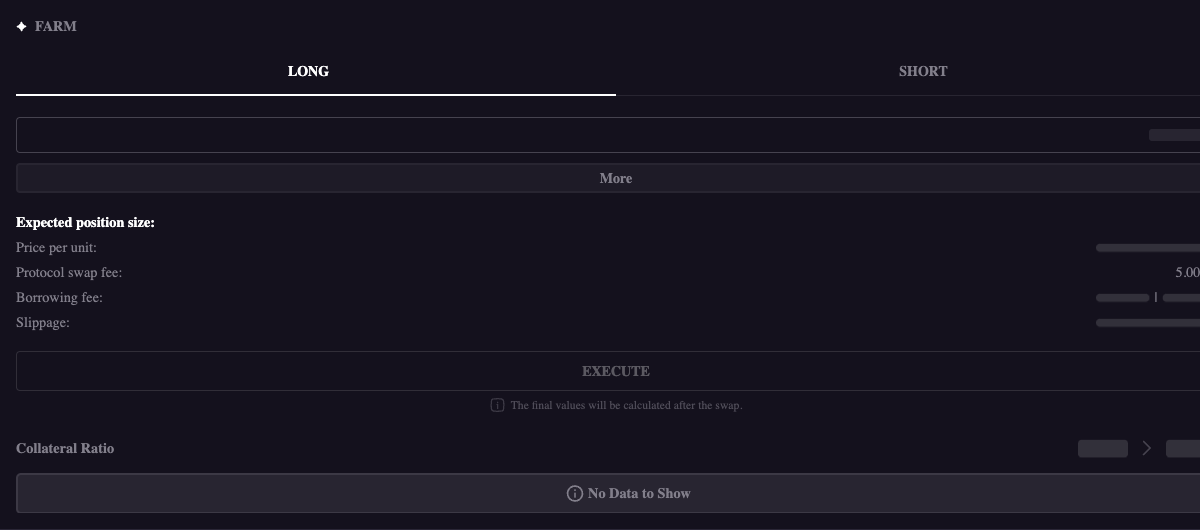 FARM
LONG SHORT
More
Expected position size:
Price per unit:
Protocol swap fee: 5.00
Borrowing fee: |
Slippage:
EXECUTE
The final values will be calculated after the swap.
Collateral Ratio
No Data to Show